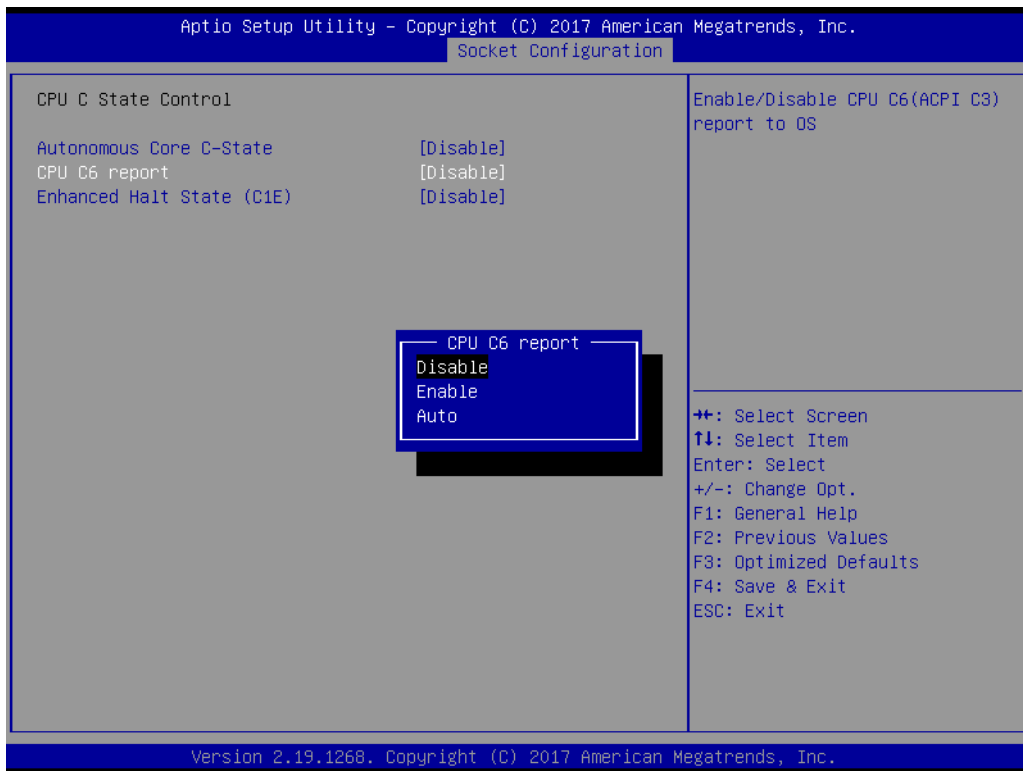 Aptio Setup Utility – Copyright (C) 2017 American Megatrends, Inc.
Socket Configuration
CPU C State Control
Autonomous Core C-State [Disable]
CPU C6 report [Disable]
Enhanced Halt State (C1E) [Disable]
Enable/Disable CPU C6(ACPI C3)
report to OS
CPU C6 report
Disable
Enable
Auto
→←: Select Screen
↑↓: Select Item
Enter: Select
+/-: Change Opt.
F1: General Help
F2: Previous Values
F3: Optimized Defaults
F4: Save & Exit
ESC: Exit
Version 2.19.1268. Copyright (C) 2017 American Megatrends, Inc.